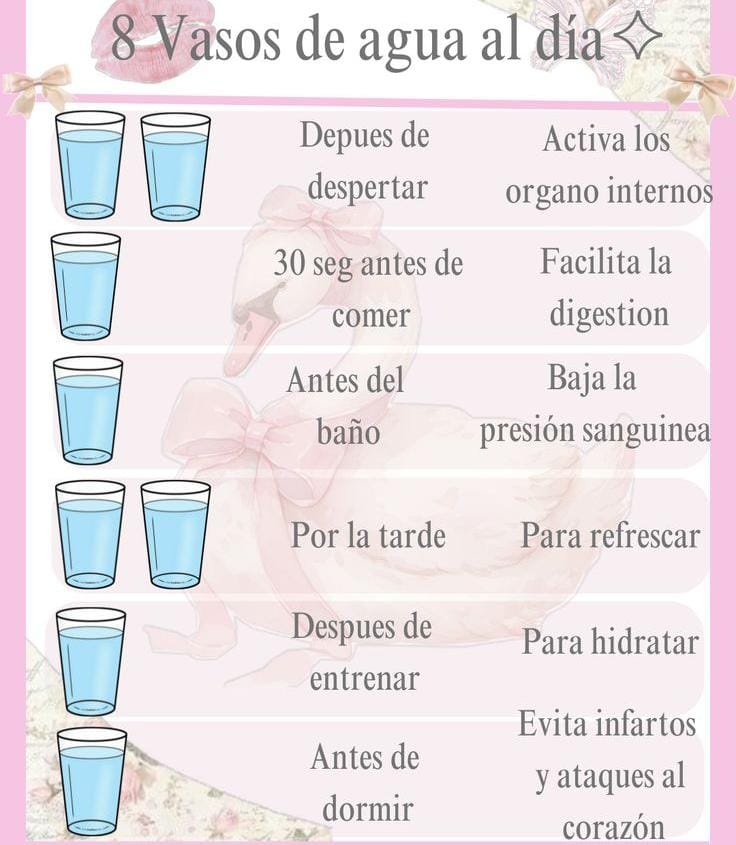 8 Vasos de agua al día
Depues de
despertar
Activa los
organo internos
30 seg antes de
comer
Facilita la
digestion
Antes del
baño
Baja la
presión sanguinea
Por la tarde
Para refrescar
Despues de
entrenar
Para hidratar
Antes de
dormir
Evita infartos
y ataques al
corazón